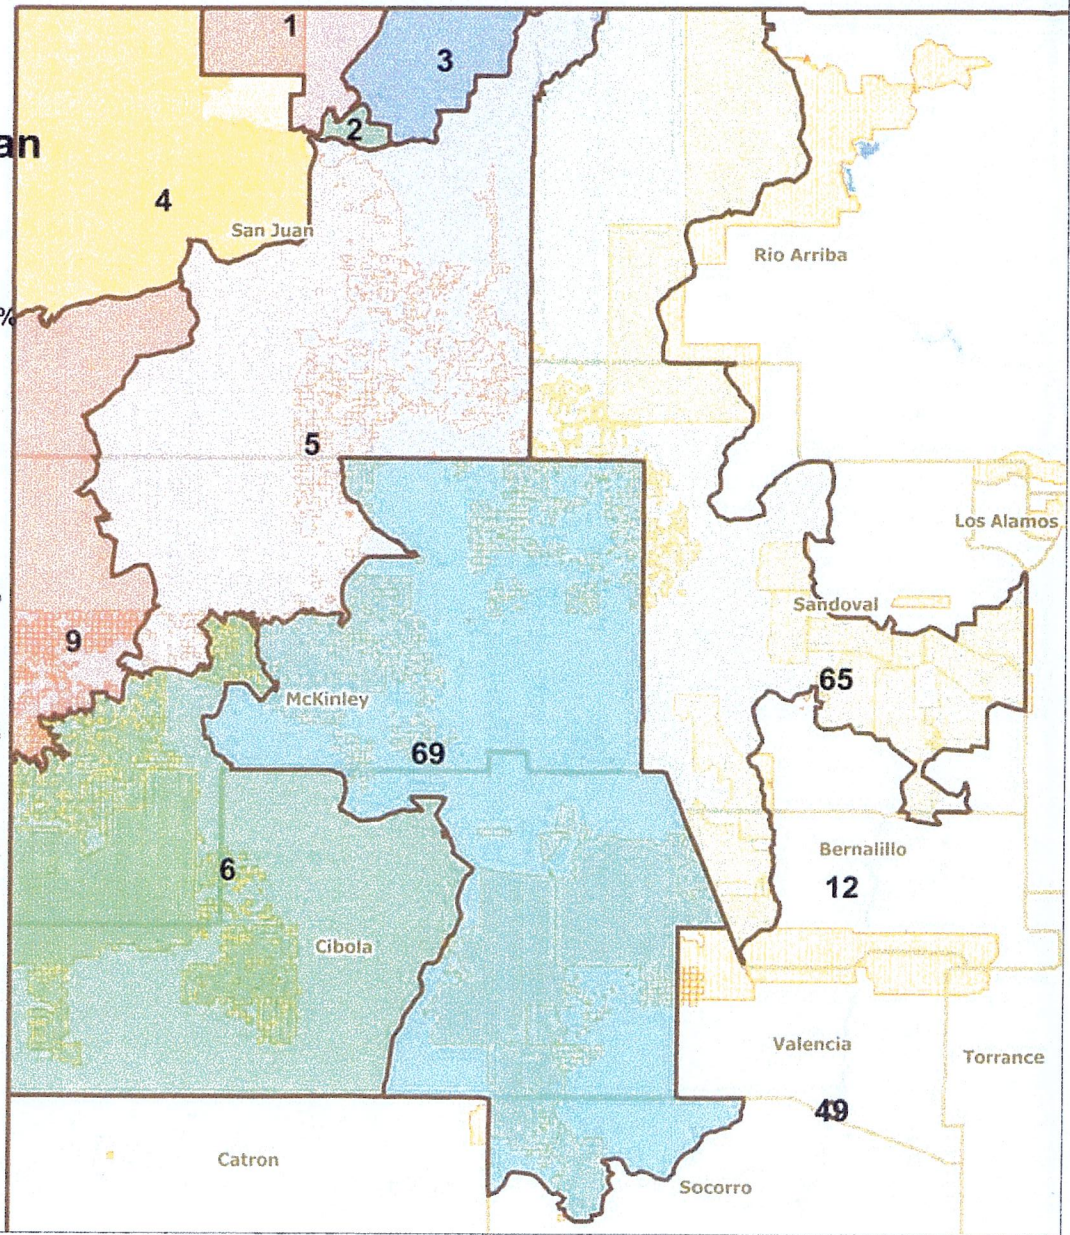 1
3
2
an
4
San Juan
Rio Arriba
%
5
Los Alamos
Sandoval
9
65
McKinley
69
Bernalillo
6
12
Cibola
Valencia
Torrance
49
Catron
Socorro